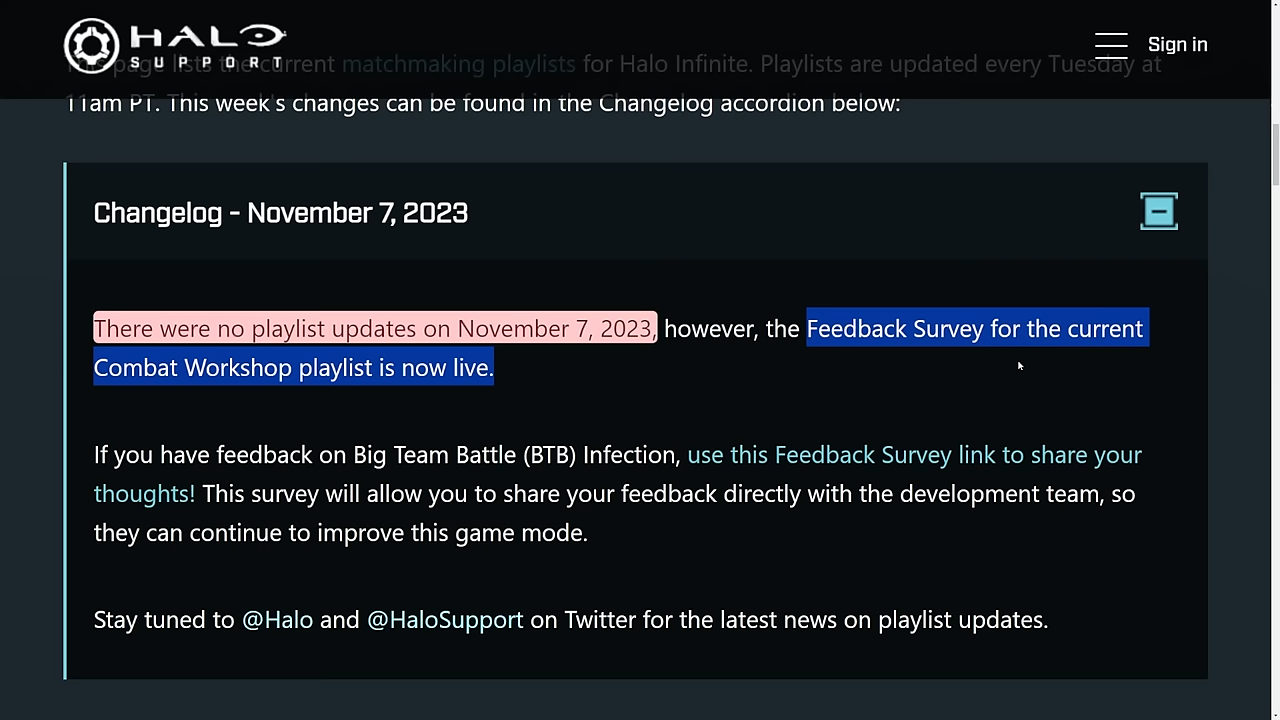 HALO
SUPPORT
Sign in
This page lists the current matchmaking playlists for Halo Infinite. Playlists are updated every Tuesday at
11am PT. This week's changes can be found in the Changelog accordion below:
Changelog - November 7, 2023
There were no playlist updates on November 7, 2023, however, the Feedback Survey for the current
Combat Workshop playlist is now live.
If you have feedback on Big Team Battle (BTB) Infection, use this Feedback Survey link to share your
thoughts! This survey will allow you to share your feedback directly with the development team, so
they can continue to improve this game mode.
Stay tuned to @Halo and @HaloSupport on Twitter for the latest news on playlist updates.